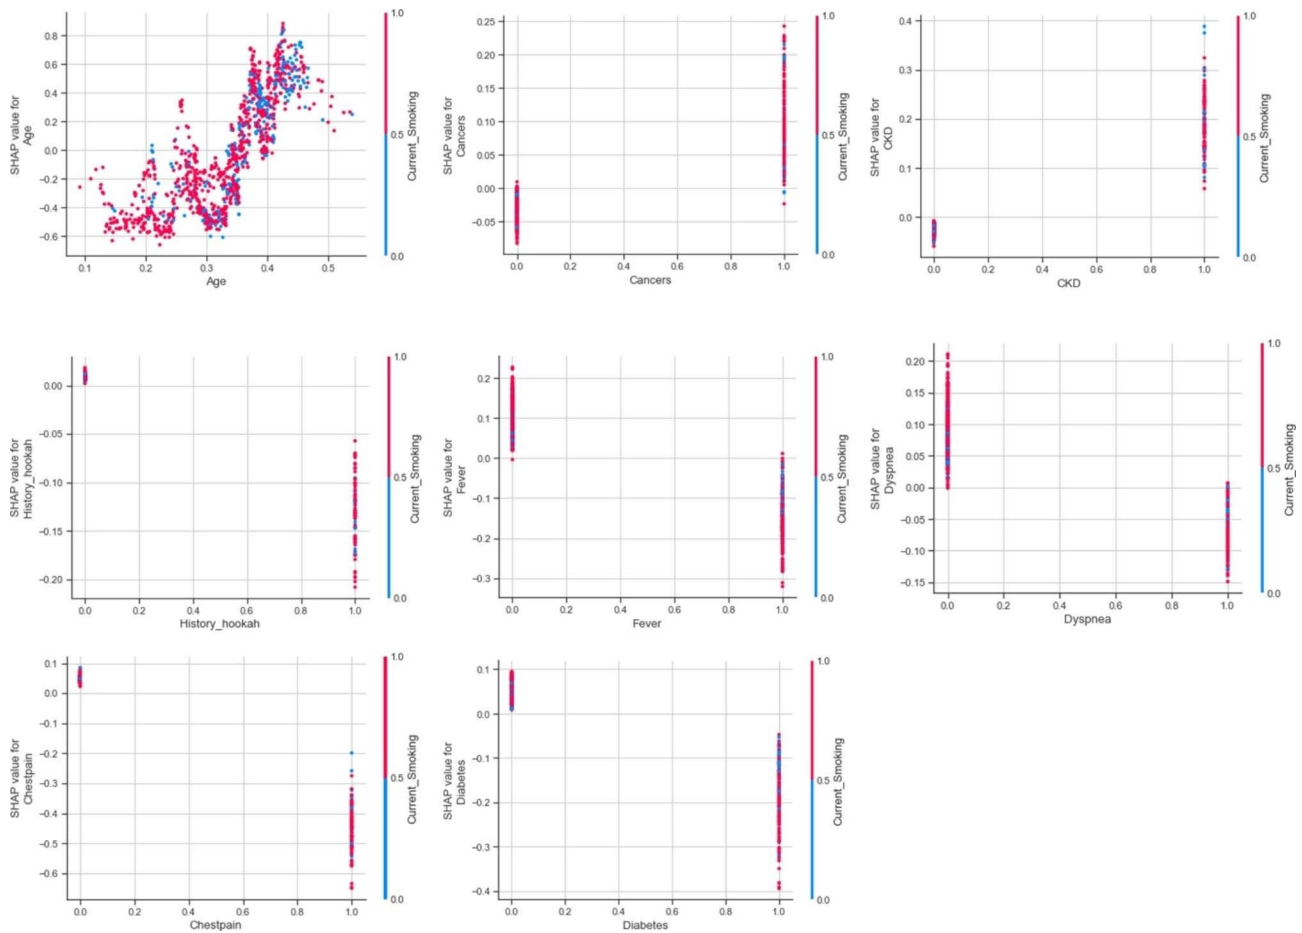 1.0
0.8
0.6
0.4
0.2
0.0
−0.2
−0.4
−0.6
SHAP value for
Age
0.1 0.2 0.3 0.4 0.5
Age
0.5
0.0
Current_Smoking
0.25
0.20
0.15
0.10
0.05
0.00
−0.05
SHAP value for
Cancers
0.0 0.2 0.4 0.6 0.8 1.0
Cancers
1.0
0.5
0.0
Current_Smoking
0.4
0.3
0.2
0.1
0.0
SHAP value for
CKD
0.0 0.2 0.4 0.6 0.8 1.0
CKD
1.0
0.5
0.0
Current_Smoking
0.00
−0.05
−0.10
−0.15
−0.20
SHAP value for
History_hookah
0.0 0.2 0.4 0.6 0.8 1.0
History_hookah
1.0
0.5
0.0
Current_Smoking
0.2
0.1
0.0
−0.1
−0.2
−0.3
SHAP value for
Fever
0.0 0.2 0.4 0.6 0.8 1.0
Fever
1.0
0.5
0.0
Current_Smoking
0.20
0.15
0.10
0.05
0.00
−0.05
−0.10
−0.15
SHAP value for
Dyspnea
0.0 0.2 0.4 0.6 0.8 1.0
Dyspnea
1.0
0.5
0.0
Current_Smoking
0.1
0.0
−0.1
−0.2
−0.3
−0.4
−0.5
−0.6
SHAP value for
Chestpain
0.0 0.2 0.4 0.6 0.8 1.0
Chestpain
1.0
0.5
0.0
Current_Smoking
0.1
0.0
−0.1
−0.2
−0.3
−0.4
SHAP value for
Diabetes
0.0 0.2 0.4 0.6 0.8 1.0
Diabetes
1.0
0.5
0.0
Current_Smoking